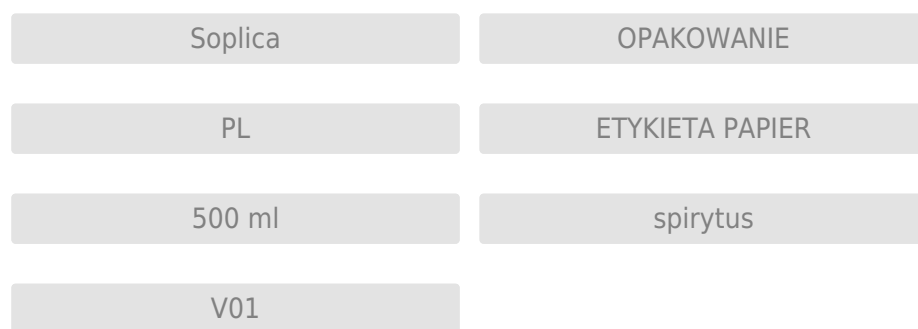 Soplica
OPAKOWANIE
PL
ETYKIETA PAPIER
500 ml
spirytus
V01